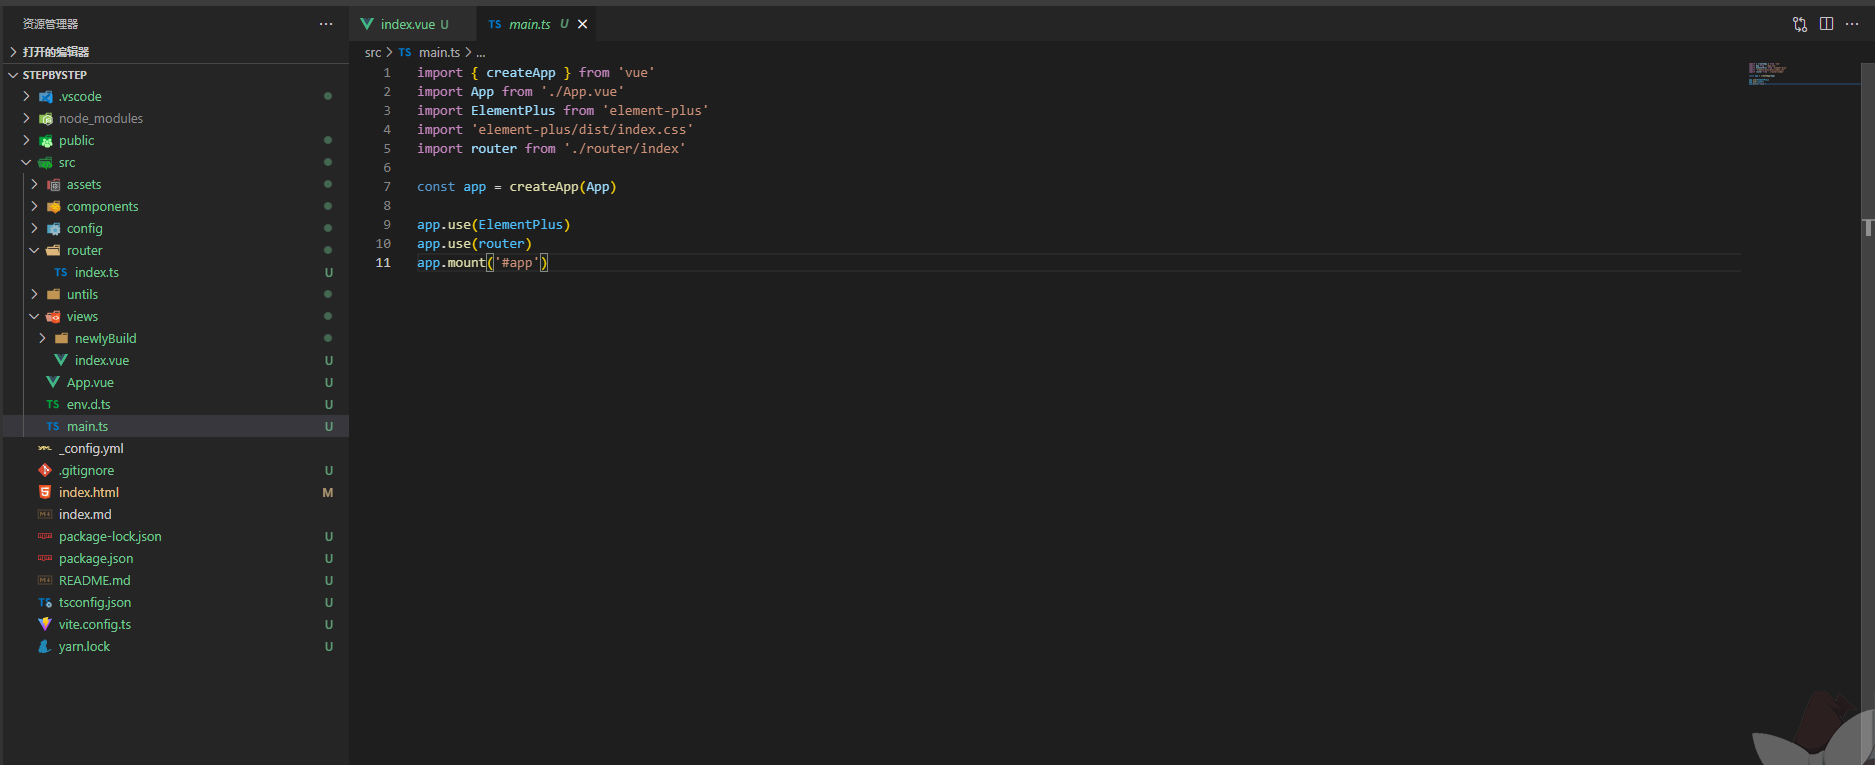 资源管理器
打开的编辑器
STEPBYSTEP
.vscode
node_modules
public
src
assets
components
config
router
TS index.ts U
untils
views
newlyBuild
index.vue U
App.vue U
TS env.d.ts U
TS main.ts U
_config.yml
.gitignore U
index.html M
index.md
package-lock.json U
package.json U
README.md U
TS tsconfig.json U
vite.config.ts U
yarn.lock U
index.vue U
TS main.ts U
src > TS main.ts > ...
1 import { createApp } from 'vue'
2 import App from './App.vue'
3 import ElementPlus from 'element-plus'
4 import 'element-plus/dist/index.css'
5 import router from './router/index'
6
7 const app = createApp(App)
8
9 app.use(ElementPlus)
10 app.use(router)
11 app.mount('#app')